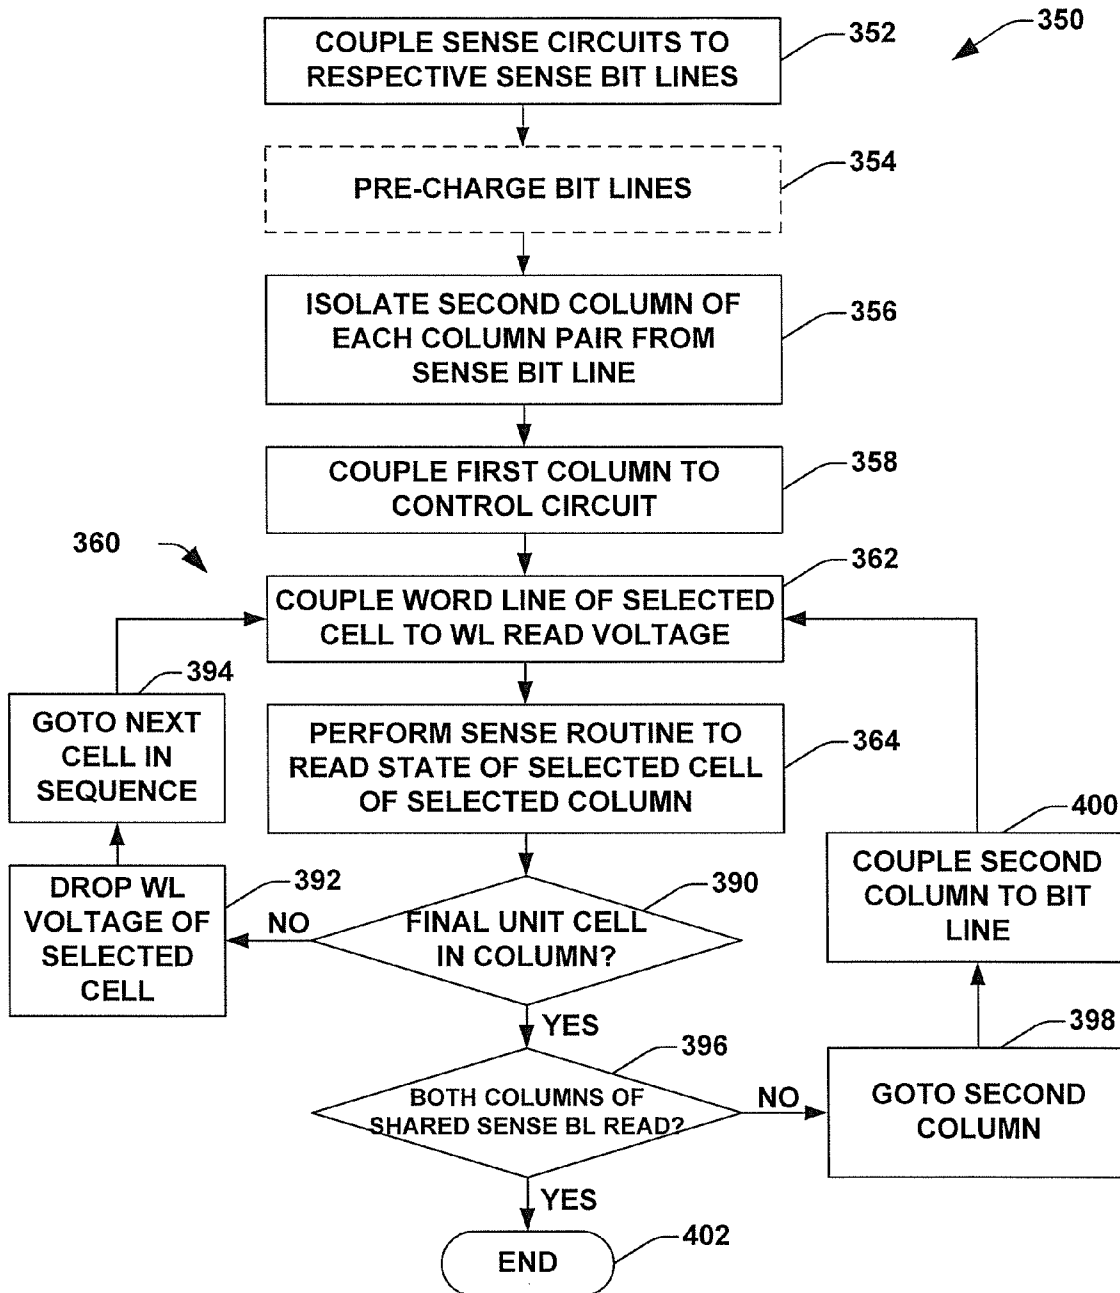 350
COUPLE SENSE CIRCUITS TO
RESPECTIVE SENSE BIT LINES
352
PRE-CHARGE BIT LINES
354
ISOLATE SECOND COLUMN OF
EACH COLUMN PAIR FROM
SENSE BIT LINE
356
COUPLE FIRST COLUMN TO
CONTROL CIRCUIT
358
360
COUPLE WORD LINE OF SELECTED
CELL TO WL READ VOLTAGE
362
PERFORM SENSE ROUTINE TO
READ STATE OF SELECTED CELL
OF SELECTED COLUMN
364
FINAL UNIT CELL
IN COLUMN?
390
NO
DROP WL
VOLTAGE OF
SELECTED
CELL
392
GOTO NEXT
CELL IN
SEQUENCE
394
YES
BOTH COLUMNS OF
SHARED SENSE BL READ?
396
NO
GOTO SECOND
COLUMN
398
COUPLE SECOND
COLUMN TO BIT
LINE
400
YES
END
402